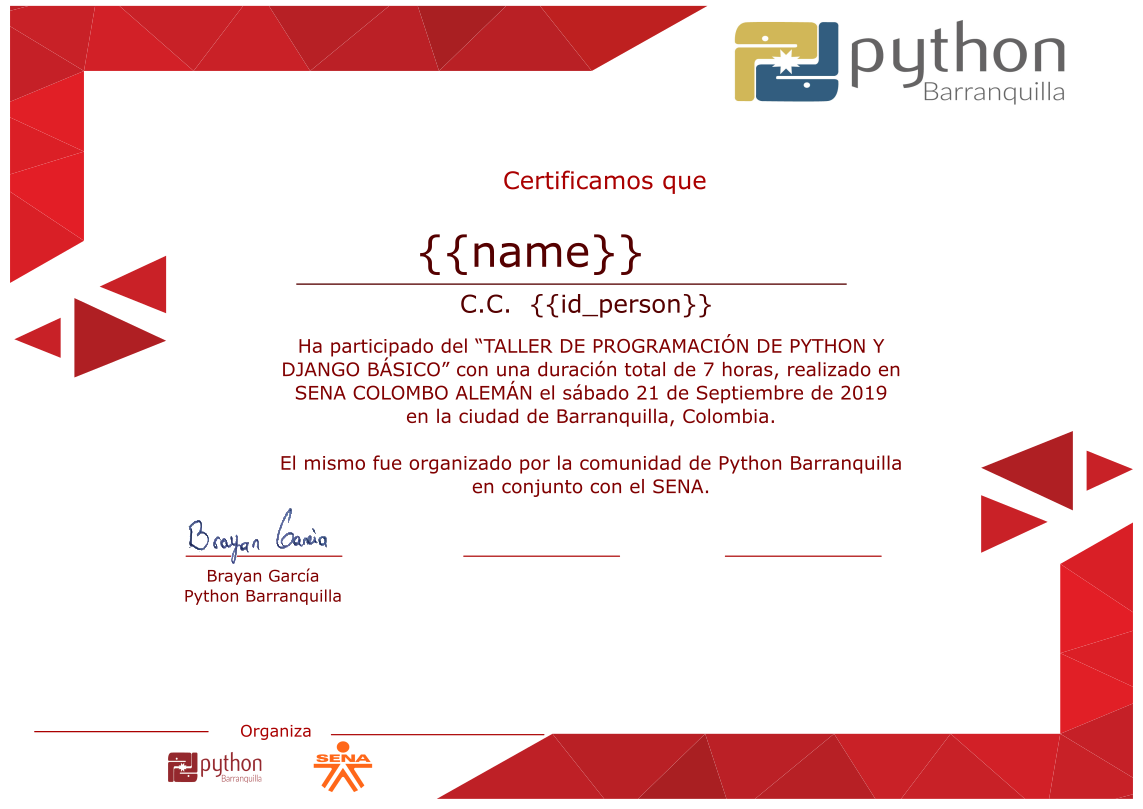 python
Barranquilla
Certificamos que
{{name}}
C.C. {{id_person}}
Ha participado del “TALLER DE PROGRAMACIÓN DE PYTHON Y
DJANGO BÁSICO” con una duración total de 7 horas, realizado en
SENA COLOMBO ALEMÁN el sábado 21 de Septiembre de 2019
en la ciudad de Barranquilla, Colombia.
El mismo fue organizado por la comunidad de Python Barranquilla
en conjunto con el SENA.
Brayan García
Brayan García
Python Barranquilla
Organiza
python
Barranquilla
SENA